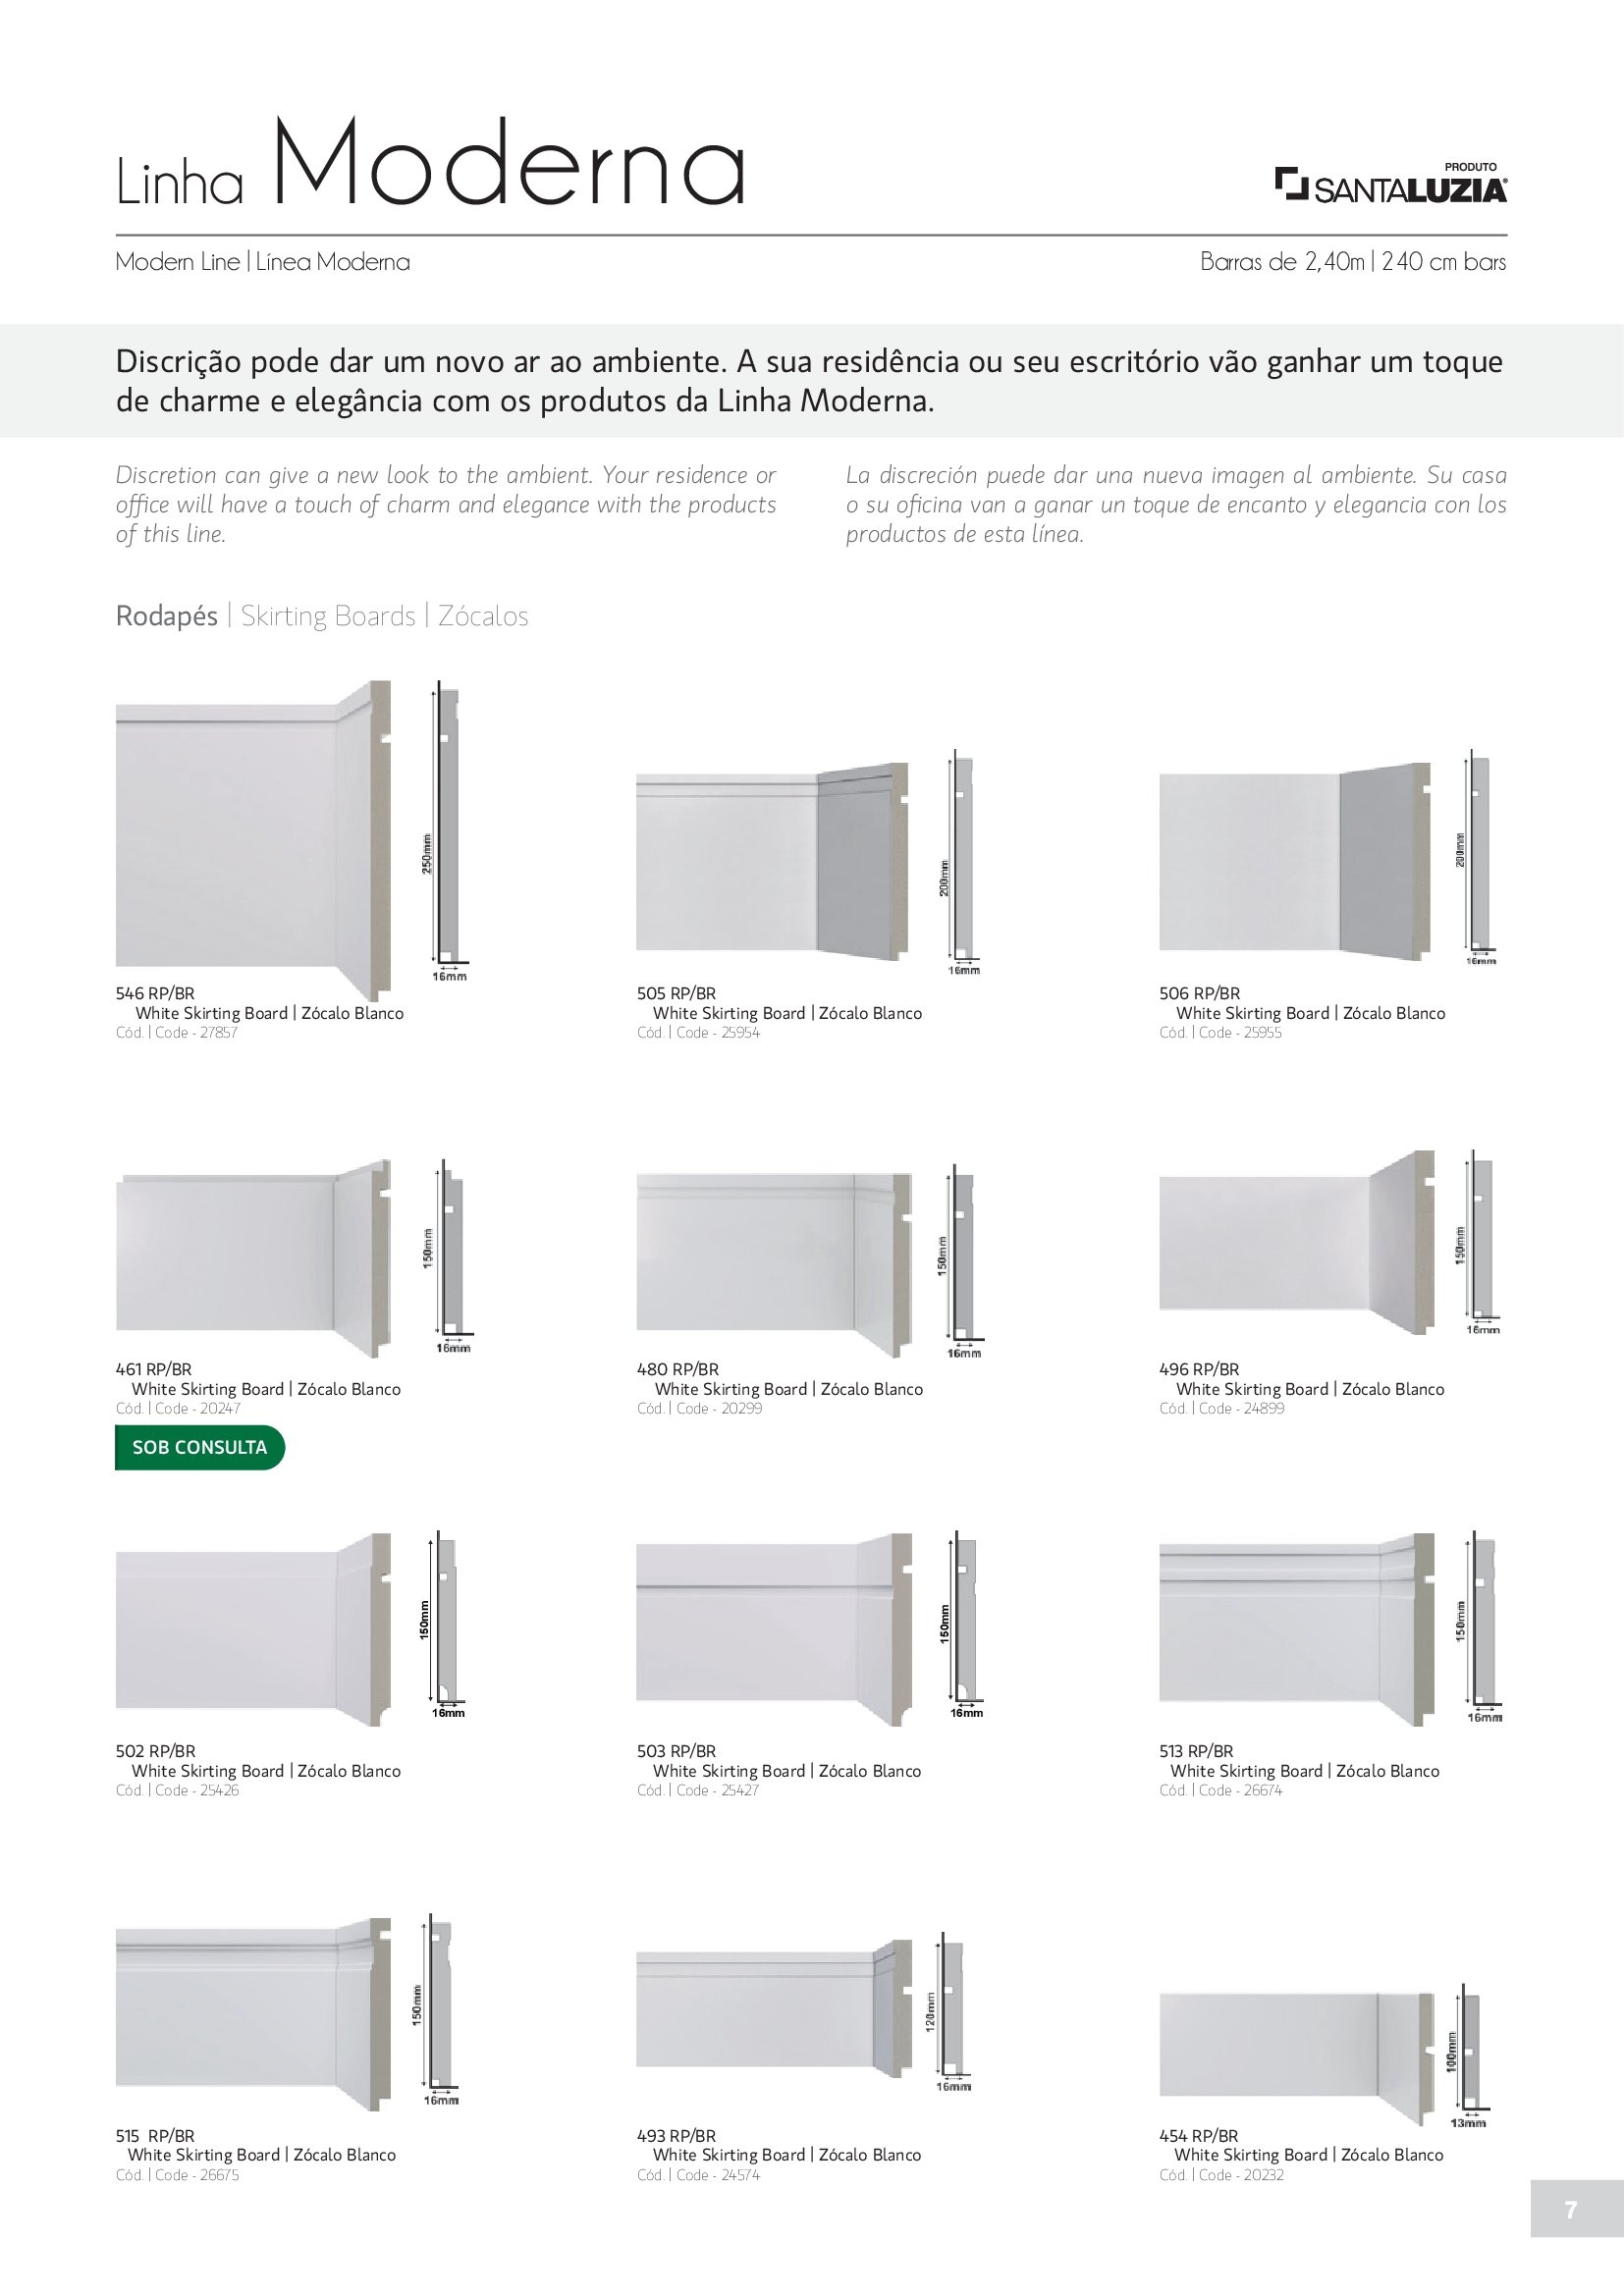 Linha Moderna
PRODUTO
SANTALUZIA®
Modern Line | Línea Moderna
Barras de 2,40m | 240 cm bars
Discrição pode dar um novo ar ao ambiente. A sua residência ou seu escritório vão ganhar um toque
de charme e elegância com os produtos da Linha Moderna.
Discretion can give a new look to the ambient. Your residence or
office will have a touch of charm and elegance with the products
of this line.
La discreción puede dar una nueva imagen al ambiente. Su casa
o su oficina van a ganar un toque de encanto y elegancia con los
productos de esta línea.
Rodapés | Skirting Boards | Zócalos
250mm
16mm
546 RP/BR
White Skirting Board | Zócalo Blanco
Cód. | Code - 27857
200mm
16mm
505 RP/BR
White Skirting Board | Zócalo Blanco
Cód. | Code - 25954
200mm
16mm
506 RP/BR
White Skirting Board | Zócalo Blanco
Cód. | Code - 25955
150mm
16mm
461 RP/BR
White Skirting Board | Zócalo Blanco
Cód. | Code - 20247
SOB CONSULTA
150mm
16mm
480 RP/BR
White Skirting Board | Zócalo Blanco
Cód. | Code - 20299
150mm
16mm
496 RP/BR
White Skirting Board | Zócalo Blanco
Cód. | Code - 24899
150mm
16mm
502 RP/BR
White Skirting Board | Zócalo Blanco
Cód. | Code - 25426
150mm
16mm
503 RP/BR
White Skirting Board | Zócalo Blanco
Cód. | Code - 25427
150mm
16mm
513 RP/BR
White Skirting Board | Zócalo Blanco
Cód. | Code - 26674
150mm
16mm
515 RP/BR
White Skirting Board | Zócalo Blanco
Cód. | Code - 26675
120mm
16mm
493 RP/BR
White Skirting Board | Zócalo Blanco
Cód. | Code - 24574
100mm
13mm
454 RP/BR
White Skirting Board | Zócalo Blanco
Cód. | Code - 20232
7